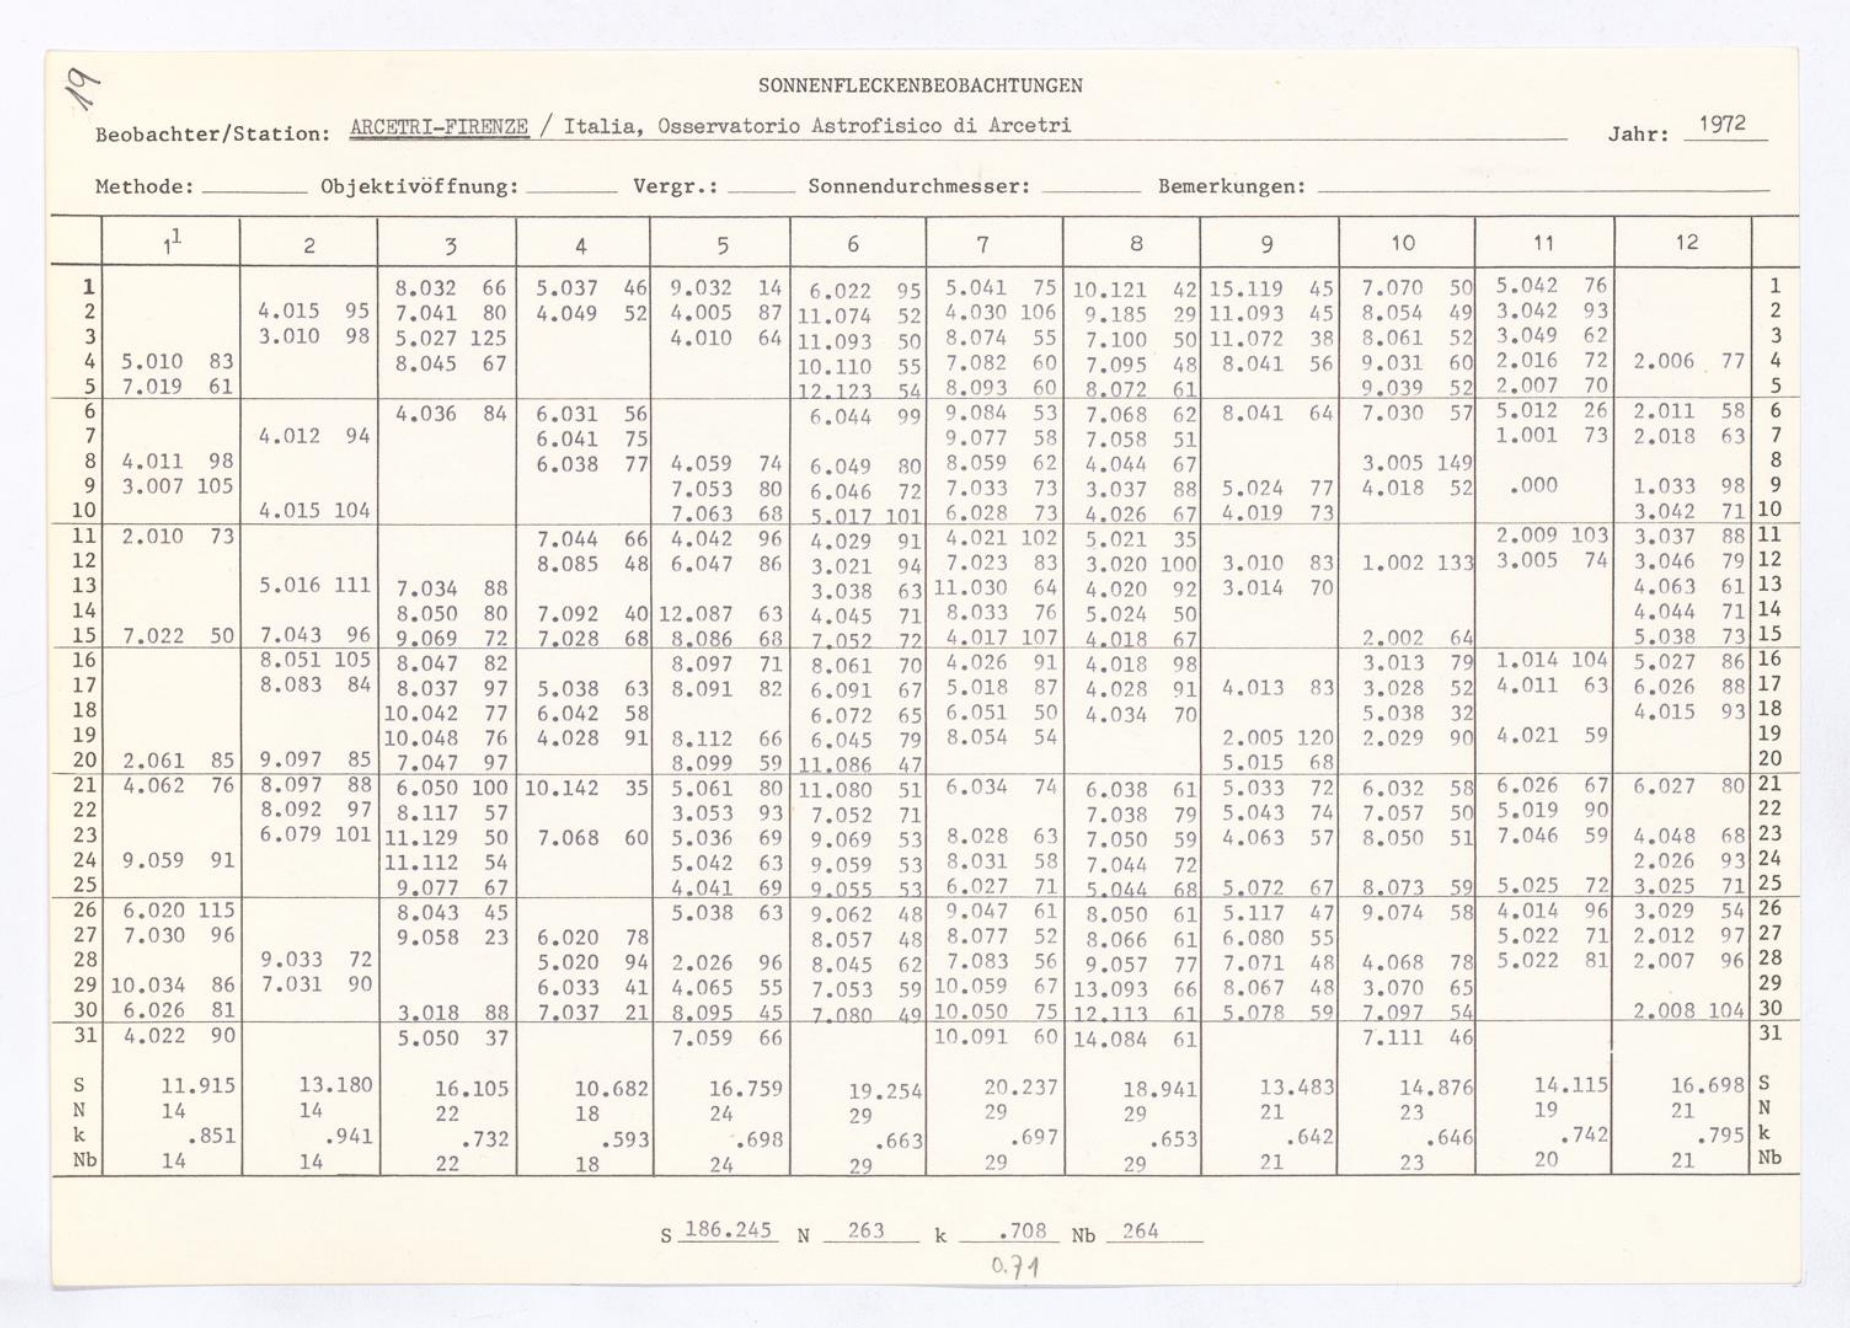 19
SONNENFLECKENBEOBACHTUNGEN
Beobachter/Station: ARCETRI-FIRENZE / Italia, Osservatorio Astrofisico di Arcetri Jahr: 1972
Methode: Objektivöffnung: Vergr.: Sonnendurchmesser: Bemerkungen:
1¹ 2 3 4 5 6 7 8 9 10 11 12
1 8.032 66 5.037 46 9.032 14 6.022 95 5.041 75 10.121 42 15.119 45 7.070 50 5.042 76 1
2 4.015 95 7.041 80 4.049 52 4.005 87 11.074 52 4.030 106 9.185 29 11.093 45 8.054 49 3.042 93 2
3 3.010 98 5.027 125 4.010 64 11.093 50 8.074 55 7.100 50 11.072 38 8.061 52 3.049 62 3
4 5.010 83 8.045 67 10.110 55 7.082 60 7.095 48 8.041 56 9.031 60 2.016 72 2.006 77 4
5 7.019 61 12.123 54 8.093 60 8.072 61 9.039 52 2.007 70 5
6 4.036 84 6.031 56 6.044 99 9.084 53 7.068 62 8.041 64 7.030 57 5.012 26 2.011 58 6
7 4.012 94 6.041 75 9.077 58 7.058 51 1.001 73 2.018 63 7
8 4.011 98 6.038 77 4.059 74 6.049 80 8.059 62 4.044 67 3.005 149 8
9 3.007 105 7.053 80 6.046 72 7.033 73 3.037 88 5.024 77 4.018 52 .000 1.033 98 9
10 4.015 104 7.063 68 5.017 101 6.028 73 4.026 67 4.019 73 3.042 71 10
11 2.010 73 7.044 66 4.042 96 4.029 91 4.021 102 5.021 35 2.009 103 3.037 88 11
12 8.085 48 6.047 86 3.021 94 7.023 83 3.020 100 3.010 83 1.002 133 3.005 74 3.046 79 12
13 5.016 111 7.034 88 3.038 63 11.030 64 4.020 92 3.014 70 4.063 61 13
14 8.050 80 7.092 40 12.087 63 4.045 71 8.033 76 5.024 50 4.044 71 14
15 7.022 50 7.043 96 9.069 72 7.028 68 8.086 68 7.052 72 4.017 107 4.018 67 2.002 64 5.038 73 15
16 8.051 105 8.047 82 8.097 71 8.061 70 4.026 91 4.018 98 3.013 79 1.014 104 5.027 86 16
17 8.083 84 8.037 97 5.038 63 8.091 82 6.091 67 5.018 87 4.028 91 4.013 83 3.028 52 4.011 63 6.026 88 17
18 10.042 77 6.042 58 6.072 65 6.051 50 4.034 70 5.038 32 4.015 93 18
19 10.048 76 4.028 91 8.112 66 6.045 79 8.054 54 2.005 120 2.029 90 4.021 59 19
20 2.061 85 9.097 85 7.047 97 8.099 59 11.086 47 5.015 68 20
21 4.062 76 8.097 88 6.050 100 10.142 35 5.061 80 11.080 51 6.034 74 6.038 61 5.033 72 6.032 58 6.026 67 6.027 80 21
22 8.092 97 8.117 57 3.053 93 7.052 71 7.038 79 5.043 74 7.057 50 5.019 90 22
23 6.079 101 11.129 50 7.068 60 5.036 69 9.069 53 8.028 63 7.050 59 4.063 57 8.050 51 7.046 59 4.048 68 23
24 9.059 91 11.112 54 5.042 63 9.059 53 8.031 58 7.044 72 2.026 93 24
25 9.077 67 4.041 69 9.055 53 6.027 71 5.044 68 5.072 67 8.073 59 5.025 72 3.025 71 25
26 6.020 115 8.043 45 5.038 63 9.062 48 9.047 61 8.050 61 5.117 47 9.074 58 4.014 96 3.029 54 26
27 7.030 96 9.058 23 6.020 78 8.057 48 8.077 52 8.066 61 6.080 55 5.022 71 2.012 97 27
28 9.033 72 5.020 94 2.026 96 8.045 62 7.083 56 9.057 77 7.071 48 4.068 78 5.022 81 2.007 96 28
29 10.034 86 7.031 90 6.033 41 4.065 55 7.053 59 10.059 67 13.093 66 8.067 48 3.070 65 29
30 6.026 81 3.018 88 7.037 21 8.095 45 7.080 49 10.050 75 12.113 61 5.078 59 7.097 54 2.008 104 30
31 4.022 90 5.050 37 7.059 66 10.091 60 14.084 61 7.111 46 31
S 11.915 13.180 16.105 10.682 16.759 19.254 20.237 18.941 13.483 14.876 14.115 16.698 S
N 14 14 22 18 24 29 29 29 21 23 19 21 N
k .851 .941 .732 .593 .698 .663 .697 .653 .642 .646 .742 .795 k
Nb 14 14 22 18 24 29 29 29 21 23 20 21 Nb
S 186.245 N 263 k .708 Nb 264
0.71